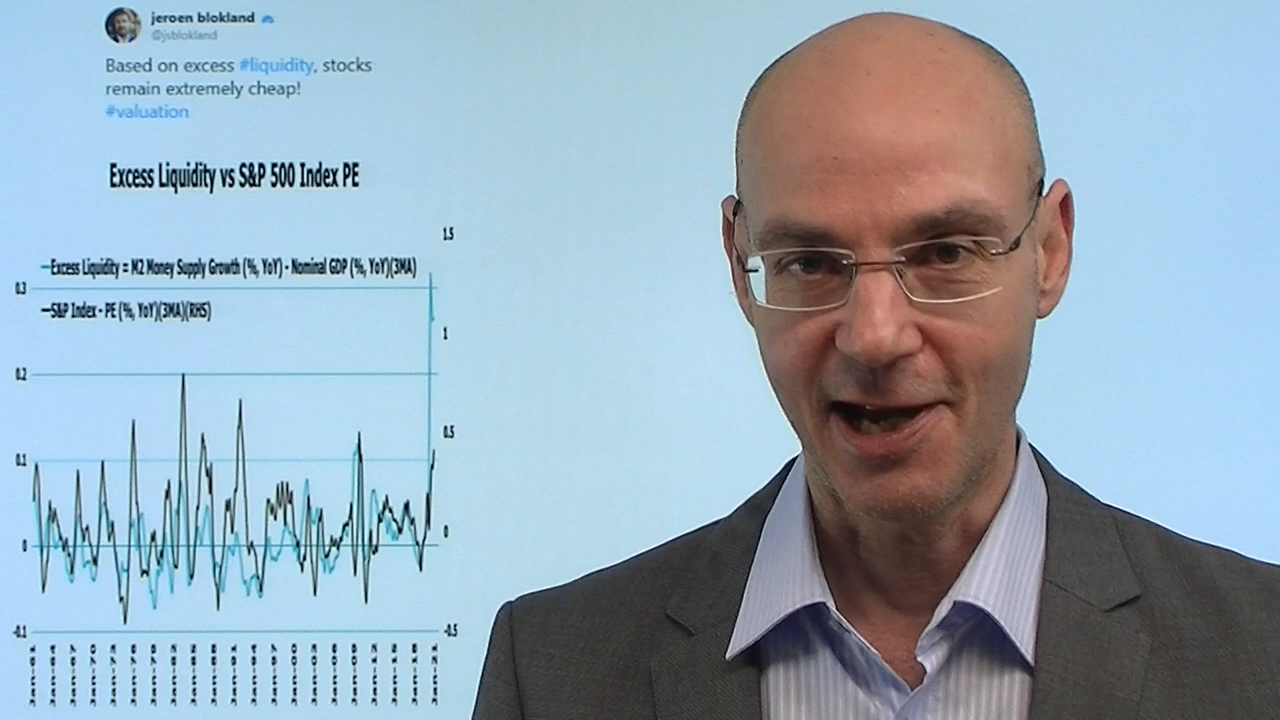 jeroen blokland
@jsblokland
Based on excess #liquidity, stocks
remain extremely cheap!
#valuation
Excess Liquidity vs S&P 500 Index PE
1.5
Excess Liquidity = M2 Money Supply Growth (%, YoY) - Nominal GDP (%, YoY)(3MA)
0.3
S&P Index - PE (%, YoY)(3MA)(RHS)
1
0.2
0.5
0.1
0
0
-0.1
-0.5